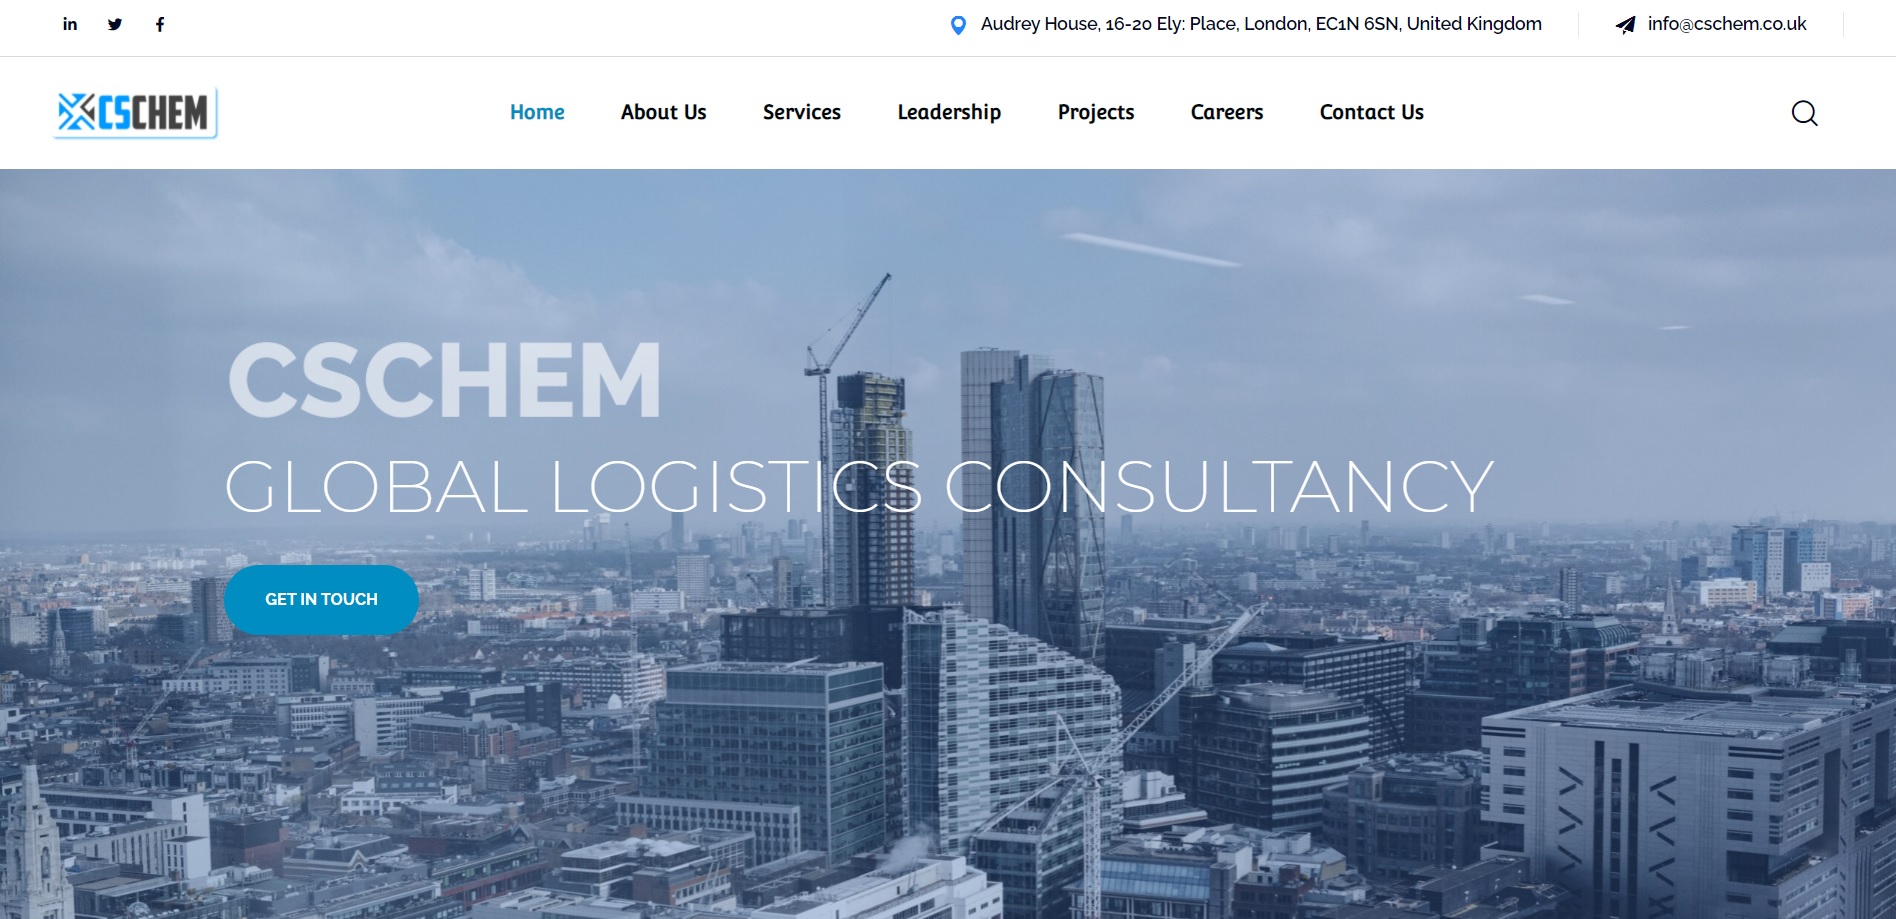 Audrey House, 16-20 Ely: Place, London, EC1N 6SN, United Kingdom
info@cschem.co.uk
CSCHEM
Home
About Us
Services
Leadership
Projects
Careers
Contact Us
CSCHEM
GLOBAL LOGISTICS CONSULTANCY
GET IN TOUCH